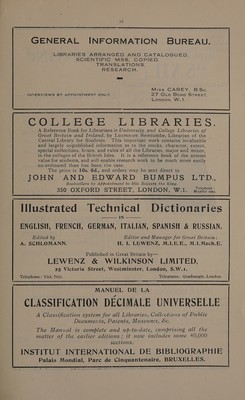 GENERAL INFORMATION BUREAU.
LIBRARIES ARRANGED AND CATALOGUED.
SCIENTIFIC MSS. COPIED
TRANSLATIONS
RESEARCH.
MISS CAREY, B.Sc.
INTERVIEWS BY APPOINTMENT ONLY.
27 OLD BOND STREET
LONDON, W.1.
COLLEGE LIBRARIES.
A Reference Book for Librarians in University and College Libraries of
Great Britain and Ireland, by
Central Library for Students. This important work contains invaluable
and largely unpublished information as to the stocks, character, extent,
special collections, hours, and rules of all the Libraries, major and minor,
in the colleges of the British Isles. It is a reference book of the utmost
value for students, and will enable research work to be much more easily
co-ordinated than has been the case.
The price is 10s. 6d., and orders may be sent direct to
JOHN AND EDWARD BUMPUS LTD.,
Booksellers by Appointment to His Majesty the King.
350 OXFORD STREET, LONDON, W.1.
Illustrated Technical Dictionaries
IN
ENGLISH, FRENCH, GERMAN, ITALIAN, SPANISH & RUSSIAN.
Edited by
A. SCHLOMANN.
Editor and Manager for Great Britain:
H. I. LEWENZ, M.I.E.E., M.I.Mech.E.
Published in Great Britain by
LEWENZ & WILKINSON LIMITED,
29 Victoria Street, Westminster, London, S.W.1.
MANUEL DE LA
CLASSIFICATION DÉCIMALE UNIVERSELLE
A Classification system for all Libraries, Collections of Public
Documents, Patents, Museums, &c.
The Manual is complete and up-to-date, comprising all the
matter of the earlier editions; it now includes some 40,000
sections.
INSTITUT INTERNATIONAL DE BIBLIOGRAPHIE
Palais Mondial, Parc de Cinquantenaire, BRUXELLES.